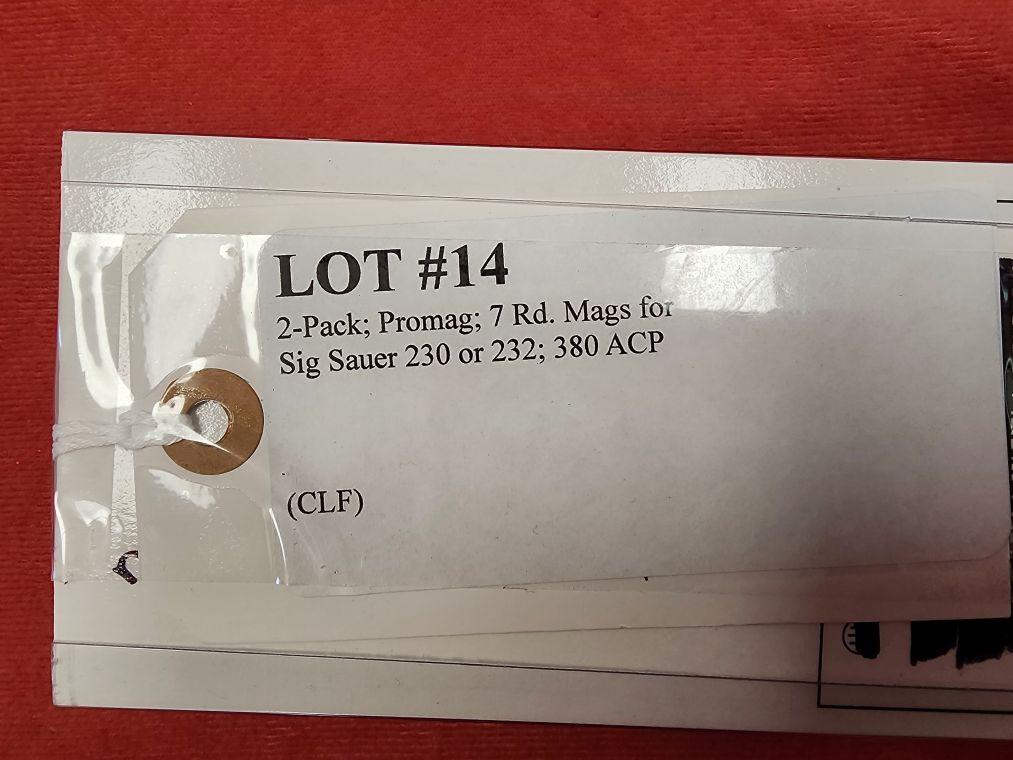 LOT #14
2-Pack; Promag; 7 Rd. Mags for
Sig Sauer 230 or 232; 380 ACP
(CLF)